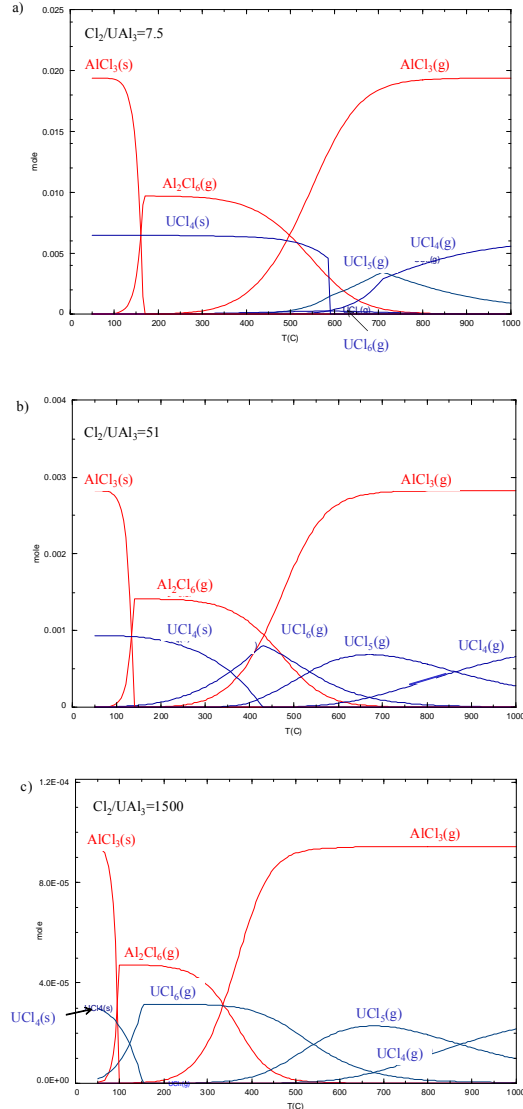 a)
Cl₂/UAl₃=7.5
0.025
0.020
0.015
0.010
0.005
0
mole
AlCl₃(s)
AlCl₃(g)
Al₂Cl₆(g)
UCl₄(s)
UCl₄(g)
UCl₅(g)
UCl₆(g)
0 100 200 300 400 500 600 700 800 900 1000
T(C)
b)
Cl₂/UAl₃=51
0.004
0.003
0.002
0.001
0
mole
AlCl₃(s)
AlCl₃(g)
Al₂Cl₆(g)
UCl₄(s)
UCl₆(g)
UCl₅(g)
UCl₄(g)
0 100 200 300 400 500 600 700 800 900 1000
T(C)
c)
Cl₂/UAl₃=1500
1.2E-04
8.0E-05
4.0E-05
0.0E+00
mole
AlCl₃(s)
AlCl₃(g)
Al₂Cl₆(g)
UCl₆(g)
UCl4(s)
UCl₄(s)
UCl₅(g)
UCl₄(g)
0 100 200 300 400 500 600 700 800 900 1000
T(C)